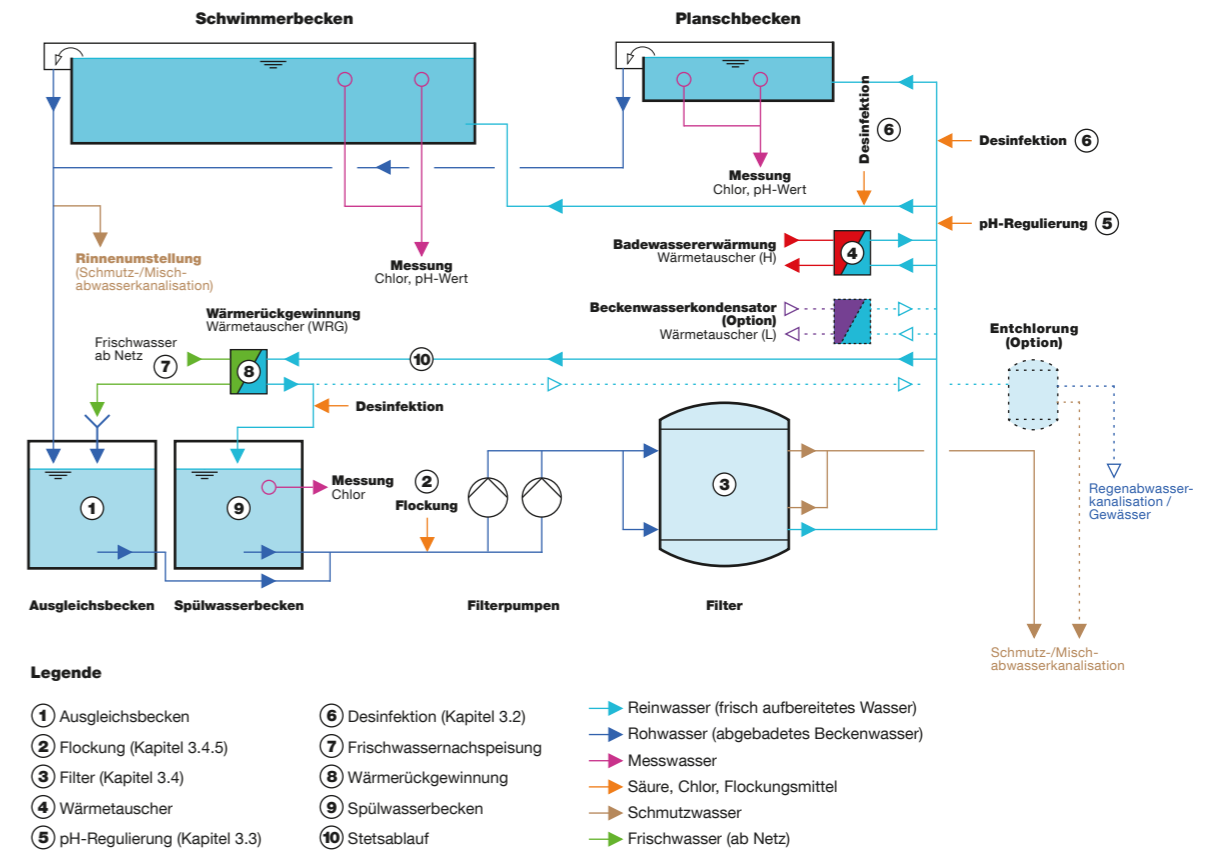 Schwimmerbecken
Planschbecken
Desinfektion
6
Desinfektion 6
Messung
Chlor, pH-Wert
pH-Regulierung 5
Rinnenumstellung
(Schmutz-/Misch-
abwasserkanalisation)
Messung
Chlor, pH-Wert
Badewassererwärmung
Wärmetauscher (H)
4
Beckenwasserkondensator
(Option)
Wärmetauscher (L)
Wärmerückgewinnung
Wärmetauscher (WRG)
Frischwasser
ab Netz
7
8
10
Entchlorung
(Option)
Desinfektion
Messung
Chlor
2
Flockung
1
9
3
Regenabwasser-
kanalisation /
Gewässer
Ausgleichsbecken
Spülwasserbecken
Filterpumpen
Filter
Schmutz-/Misch-
abwasserkanalisation
Legende
1 Ausgleichsbecken
2 Flockung (Kapitel 3.4.5)
3 Filter (Kapitel 3.4)
4 Wärmetauscher
5 pH-Regulierung (Kapitel 3.3)
6 Desinfektion (Kapitel 3.2)
7 Frischwassernachspeisung
8 Wärmerückgewinnung
9 Spülwasserbecken
10 Stetsablauf
Reinwasser (frisch aufbereitetes Wasser)
Rohwasser (abgebadetes Beckenwasser)
Messwasser
Säure, Chlor, Flockungsmittel
Schmutzwasser
Frischwasser (ab Netz)